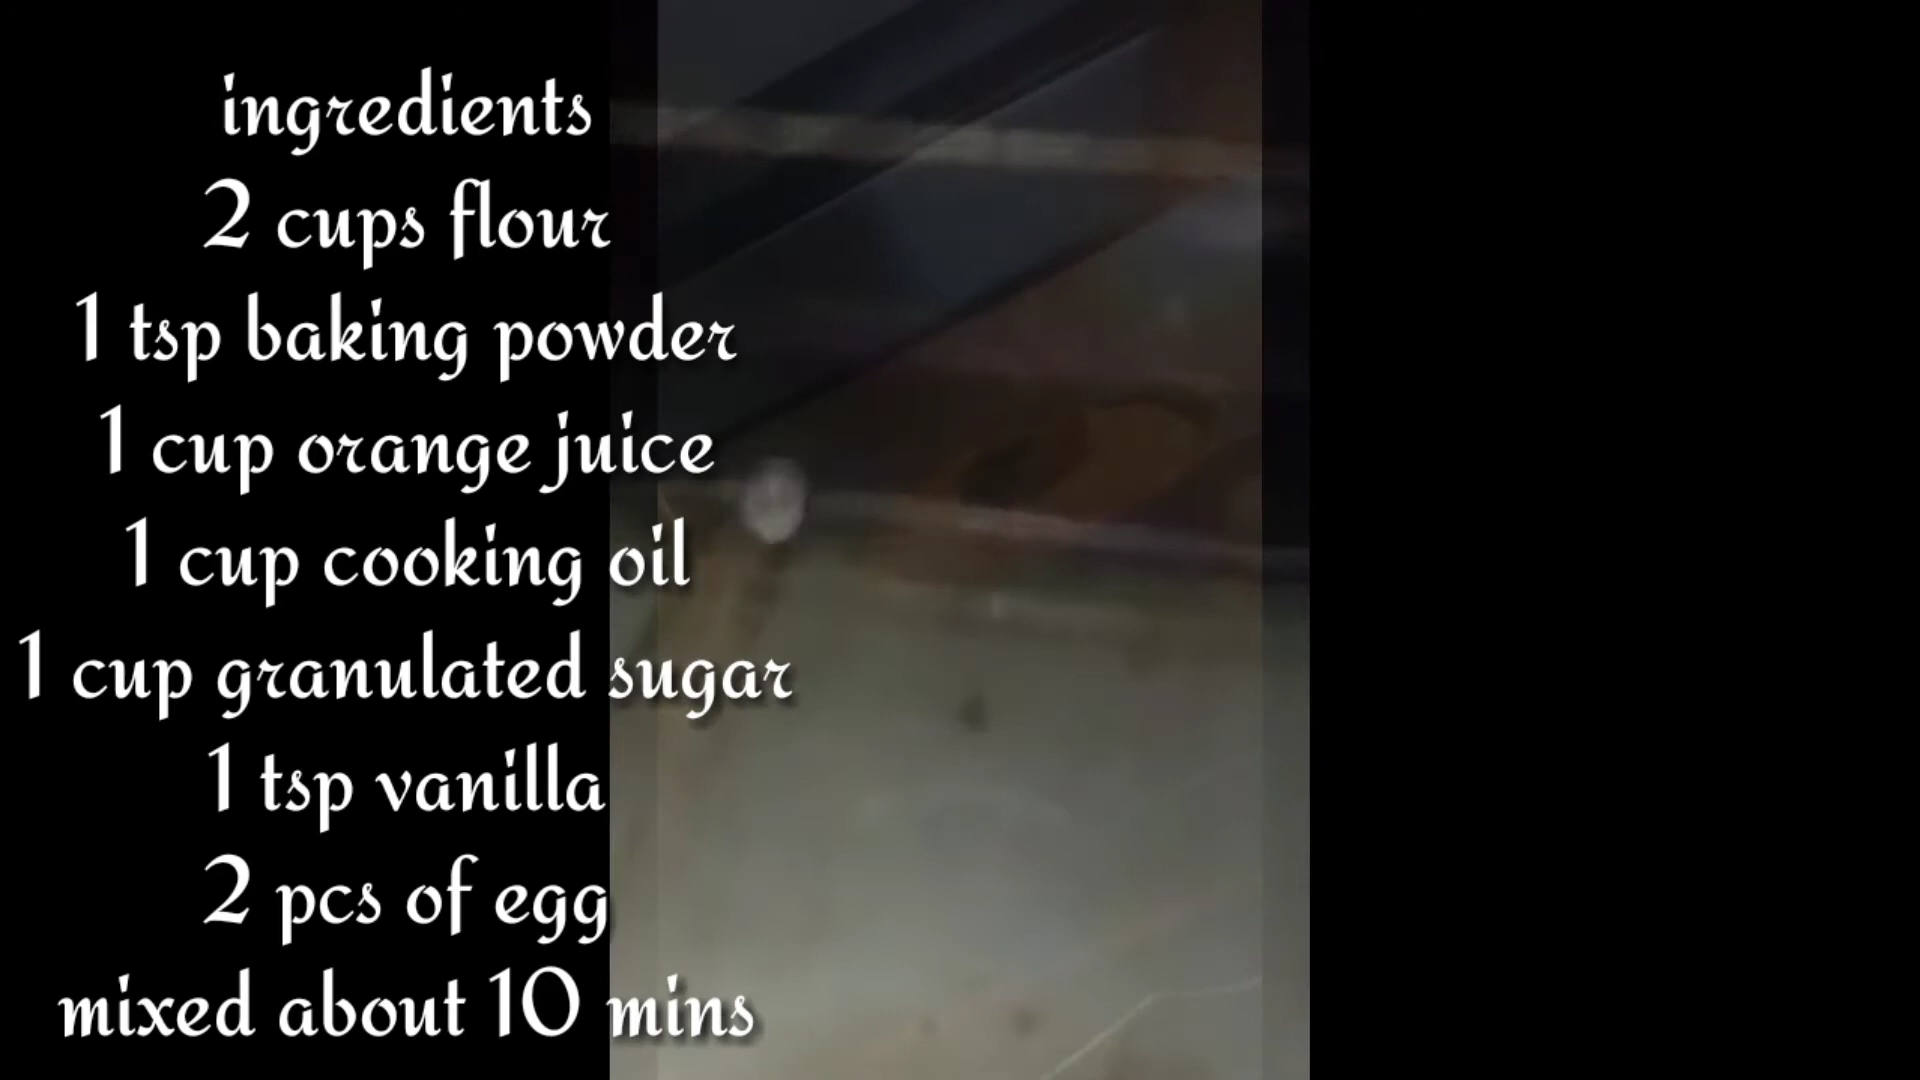 ingredients
2 cups flour
1 tsp baking powder
1 cup orange juice
1 cup cooking oil
1 cup granulated sugar
1 tsp vanilla
2 pcs of egg
mixed about 10 mins